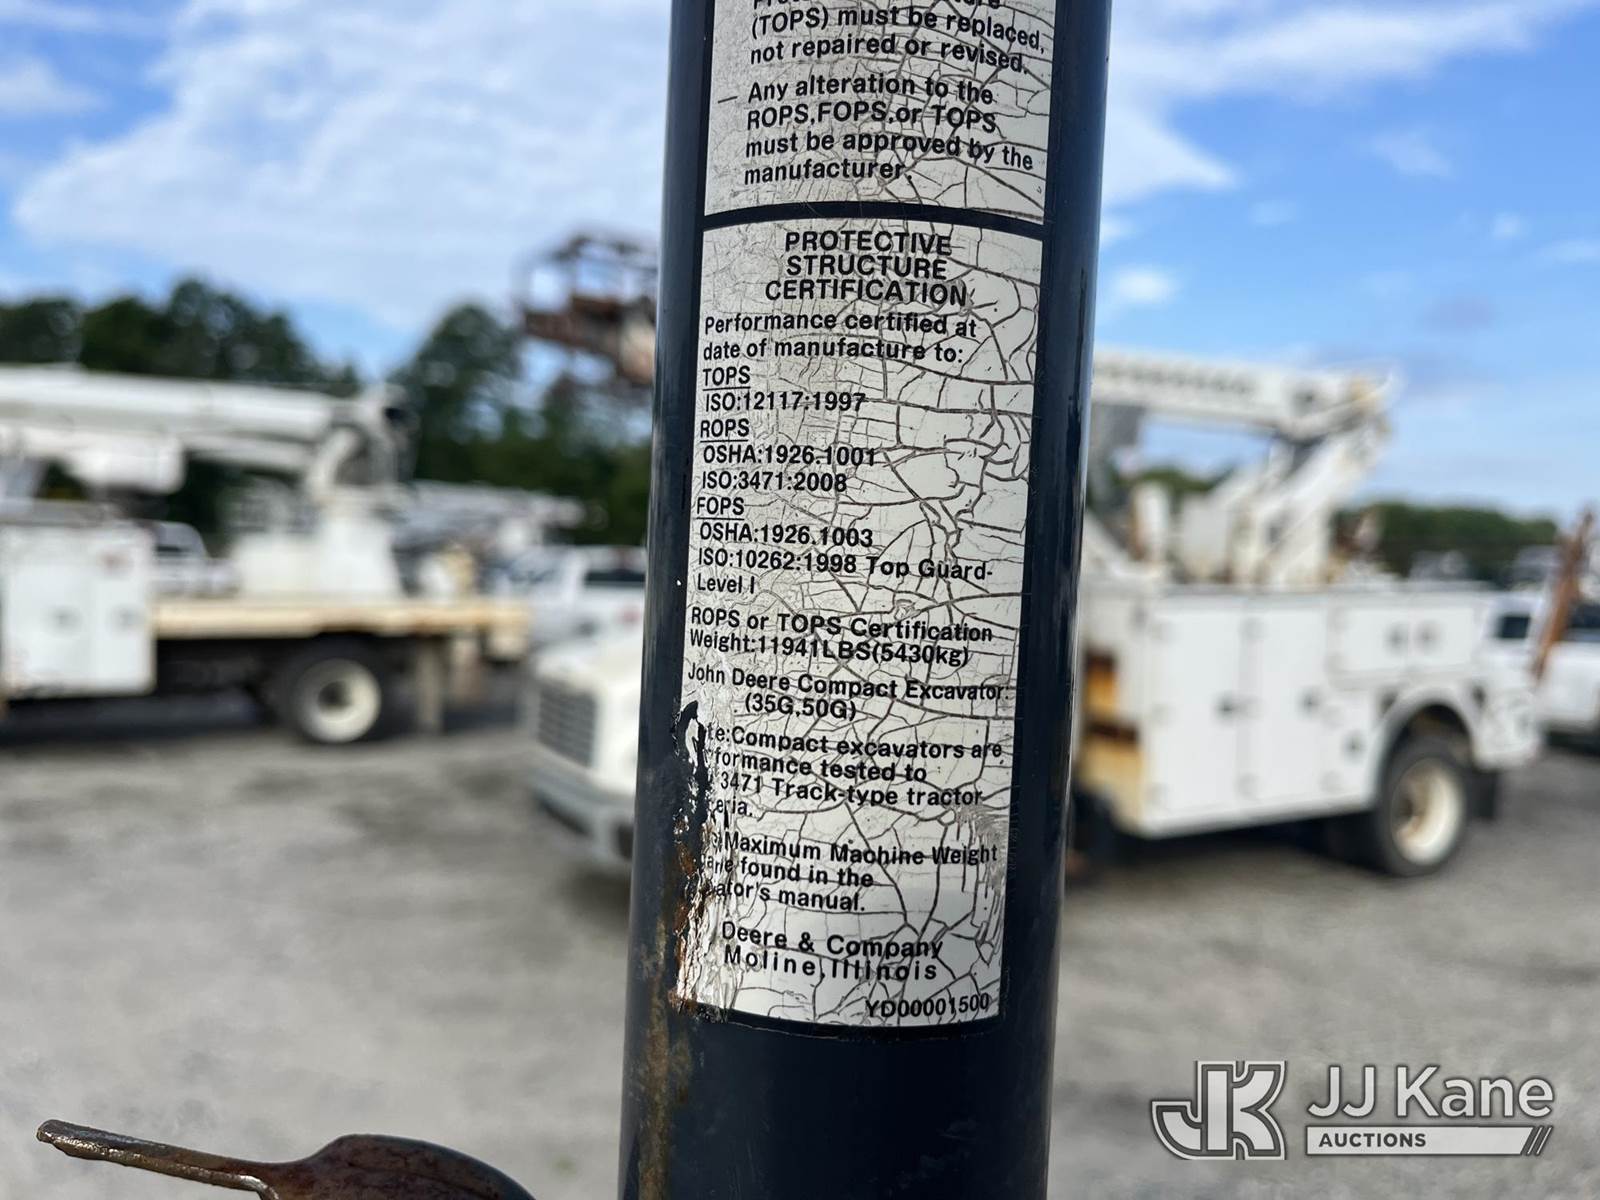 (TOPS) must be replaced,
not repaired or revised.
— Any alteration to the
ROPS,FOPS,or TOPS
must be approved by the
manufacturer.
PROTECTIVE
STRUCTURE
CERTIFICATION
Performance certified at
date of manufacture to:
TOPS
ISO:12117:1997
ROPS
OSHA:1926.1001
ISO:3471:2008
FOPS
OSHA:1926.1003
ISO:10262:1998 Top Guard-
Level I
ROPS or TOPS Certification
Weight:11941LBS(5430kg)
John Deere Compact Excavator:
(35G,50G)
te:Compact excavators are
formance tested to
3471 Track-type tractor
eria.
Maximum Machine Weight
found in the
ator's manual.
Deere & Company
Moline,Illinois
YD00001500
JK JJ Kane
AUCTIONS